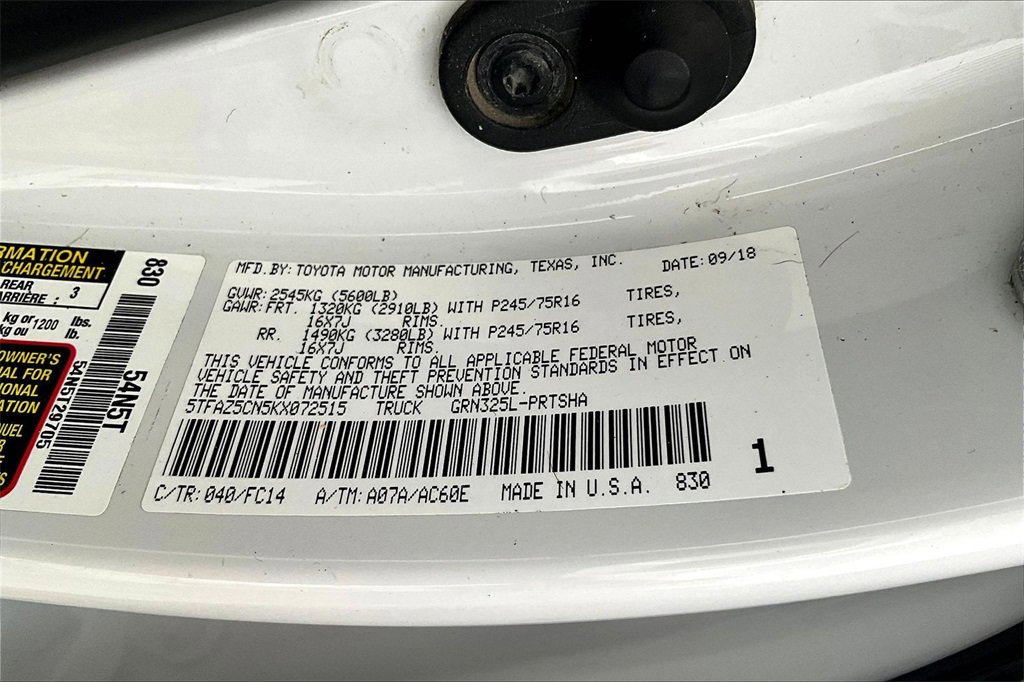 RMATION
CHARGEMENT
REAR
ARRIÈRE : 3
kg or 1200 lbs.
kg ou lb.
OWNER'S
AL FOR
IONAL
ATION
NUEL
830
54N5T
54N5T29705
MFD. BY: TOYOTA MOTOR MANUFACTURING, TEXAS, INC. DATE: 09/18
GVWR: 2545KG (5600LB)
GAWR: FRT. 1320KG (2910LB) WITH P245/75R16 TIRES,
16X7J RIMS.
RR. 1490KG (3280LB) WITH P245/75R16 TIRES,
16X7J RIMS.
THIS VEHICLE CONFORMS TO ALL APPLICABLE FEDERAL MOTOR
VEHICLE SAFETY AND THEFT PREVENTION STANDARDS IN EFFECT ON
THE DATE OF MANUFACTURE SHOWN ABOVE.
5TFAZ5CN5KX072515 TRUCK GRN325L-PRTSHA
1
C/TR: 040/FC14 A/TM: A07A/AC60E MADE IN U.S.A. 830